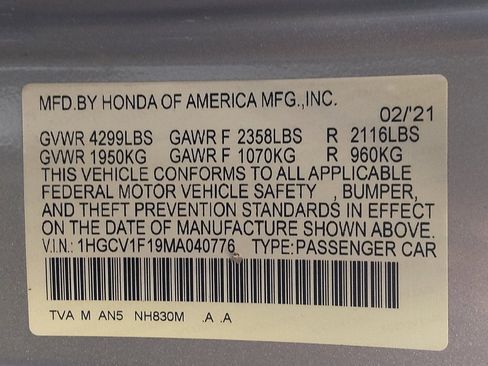 MFD.BY HONDA OF AMERICA MFG.,INC.
02/'21
GVWR 4299LBS GAWR F 2358LBS R 2116LBS
GVWR 1950KG GAWR F 1070KG R 960KG
THIS VEHICLE CONFORMS TO ALL APPLICABLE
FEDERAL MOTOR VEHICLE SAFETY , BUMPER,
AND THEFT PREVENTION STANDARDS IN EFFECT
ON THE DATE OF MANUFACTURE SHOWN ABOVE.
V.I.N.: 1HGCV1F19MA040776 TYPE:PASSENGER CAR
TVA M AN5 NH830M .A .A